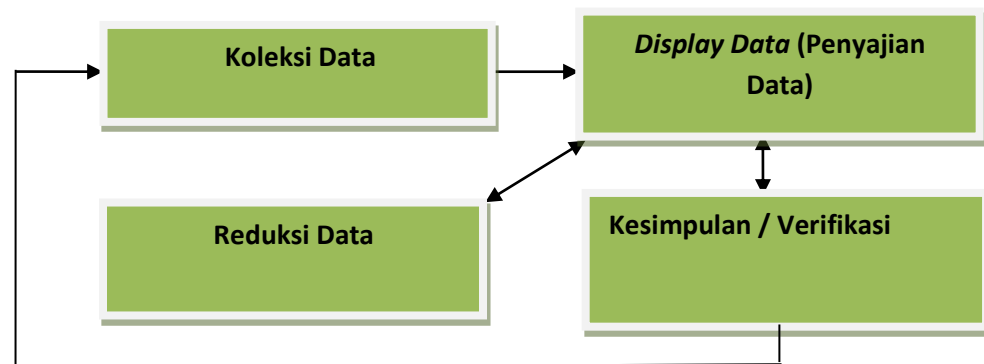 Koleksi Data
Display Data (Penyajian
Data)
Reduksi Data
Kesimpulan / Verifikasi